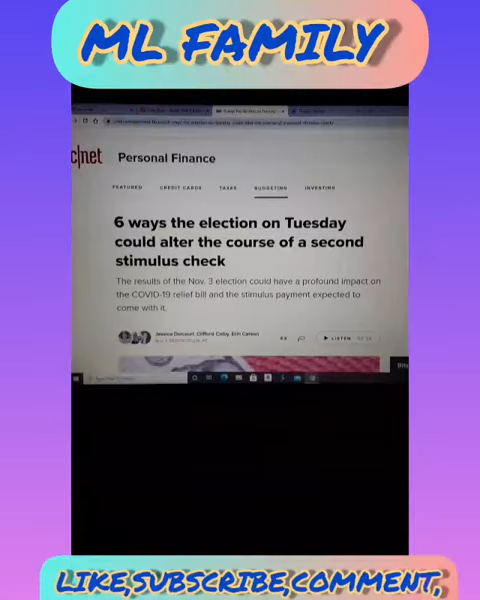 ML FAMILY
c|net Personal Finance
FEATURED CREDIT CARDS TAXES BUDGETING INVESTING
6 ways the election on Tuesday
could alter the course of a second
stimulus check
The results of the Nov. 3 election could have a profound impact on
the COVID-19 relief bill and the stimulus payment expected to
come with it.
LISTEN
LIKE,SUBSCRIBE,COMMENT,